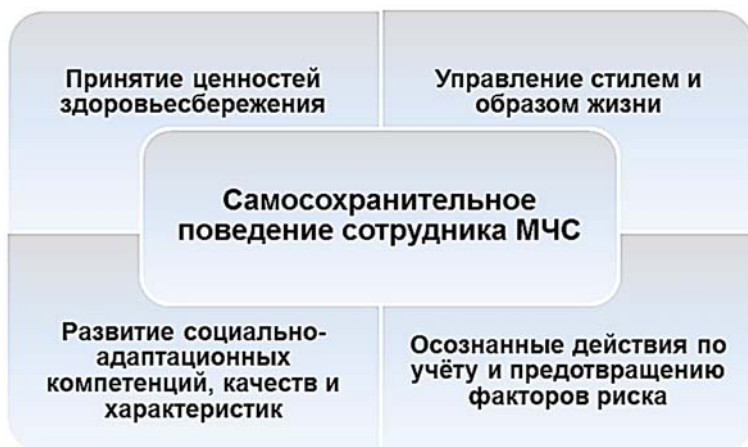 Принятие ценностей
здоровьесбережения
Управление стилем и
образом жизни
Самосохранительное
поведение сотрудника МЧС
Развитие социально-
адаптационных
компетенций, качеств и
характеристик
Осознанные действия по
учёту и предотвращению
факторов риска